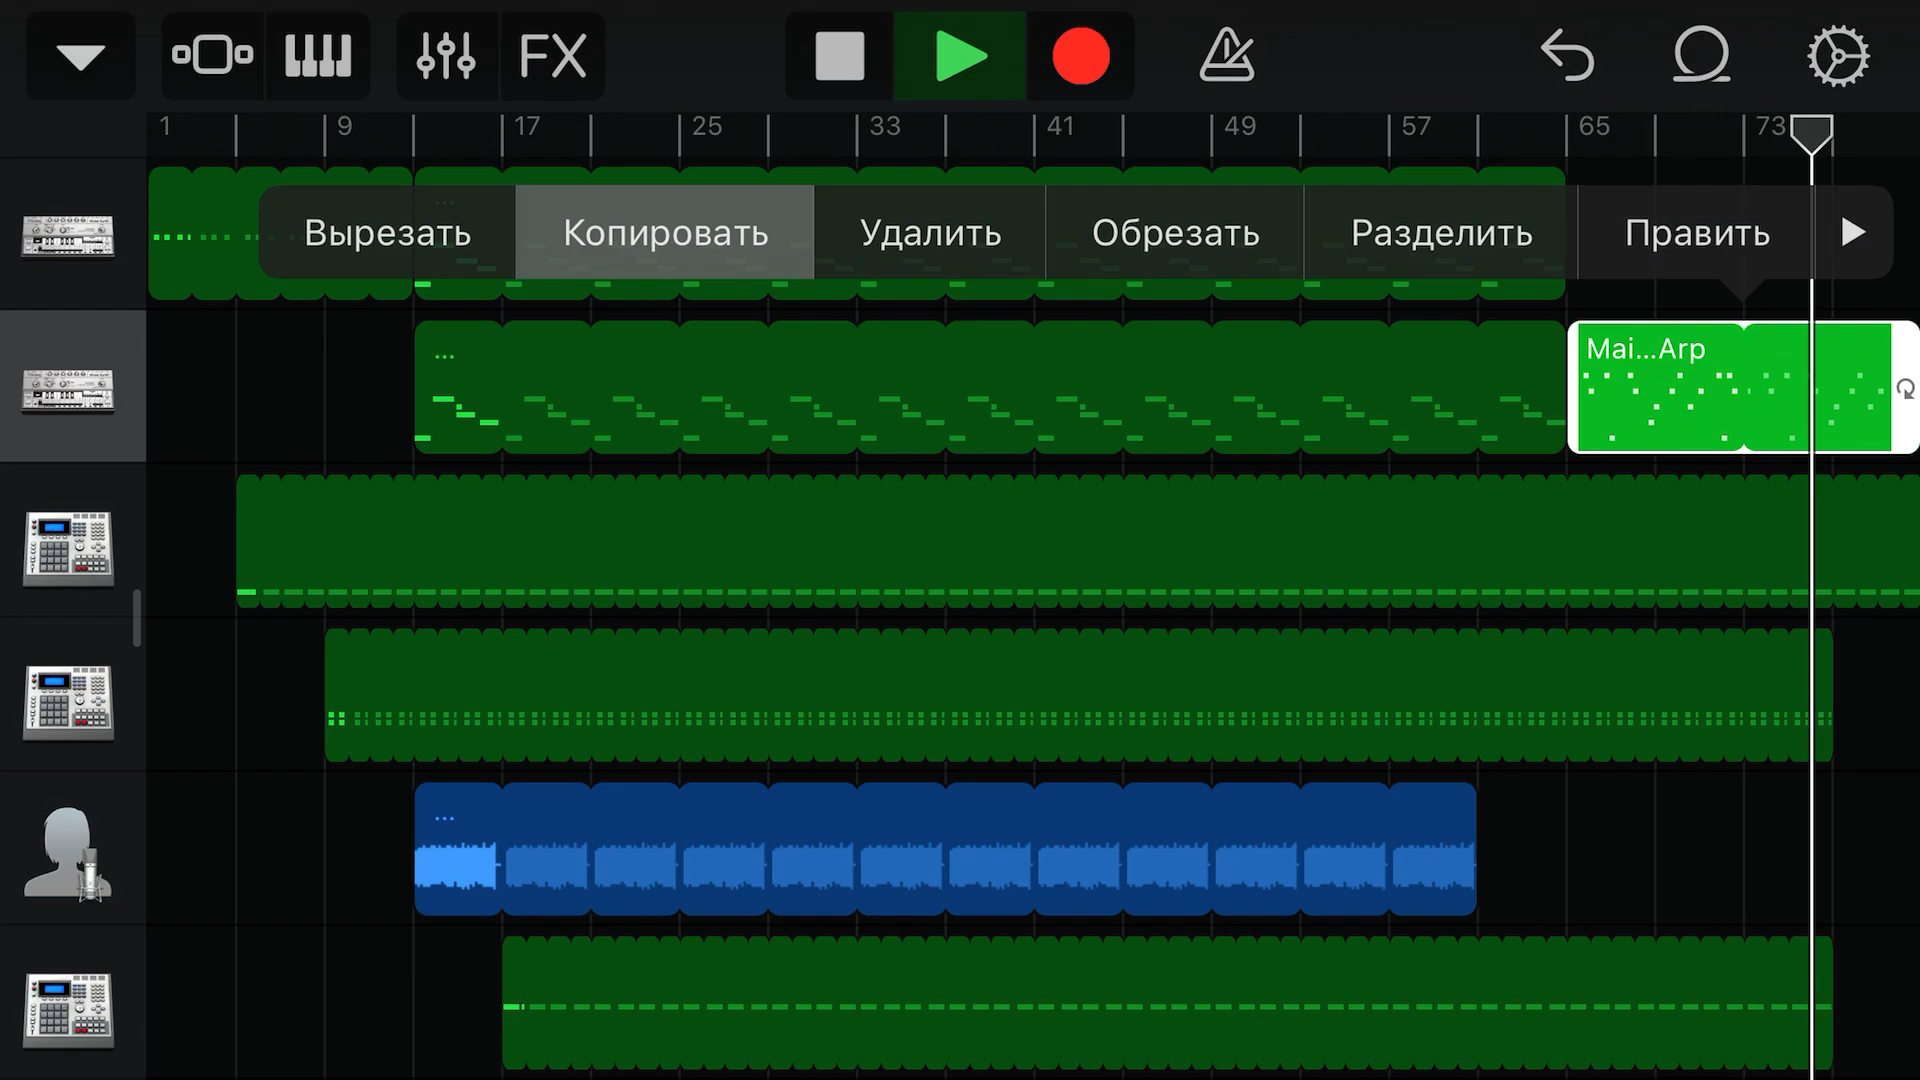 FX
1 9 17 25 33 41 49 57 65 73
Вырезать Копировать Удалить Обрезать Разделить Править
...
... Mai...Arp
...